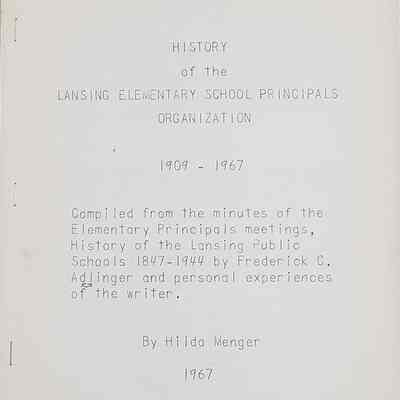 HISTORY
of the
LANSING ELEMENTARY SCHOOL PRINCIPALS
ORGANIZATION
1909 - 1967
Compiled from the minutes of the
Elementary Principals meetings,
History of the Lansing Public
Schools 1847-1944 by Frederick C.
Adlinger and personal experiences
of the writer.
By Hilda Menger
1967